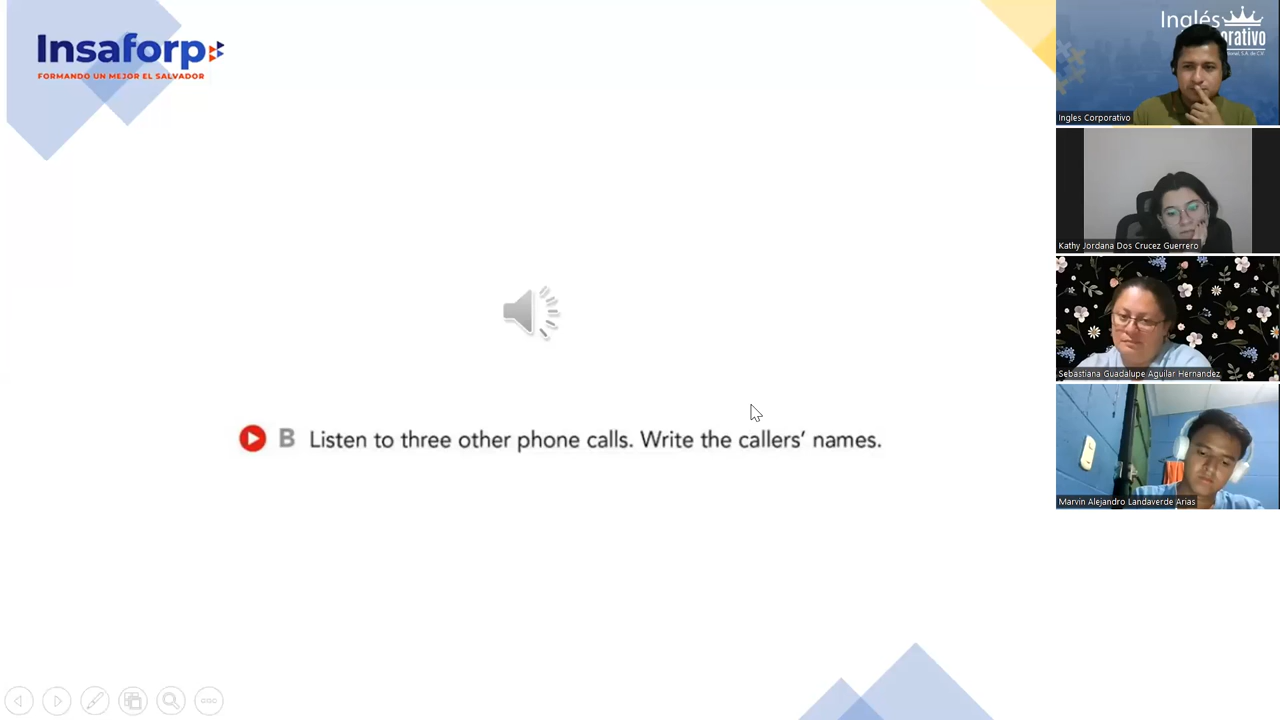 Insaforp
FORMANDO UN MEJOR EL SALVADOR
B Listen to three other phone calls. Write the callers' names.
Inglés
orativo
Ingles Corporativo
Kathy Jordana Dos Crucez Guerrero
Sebastiana Guadalupe Aguilar Hernandez
Marvin Alejandro Landaverde Arias